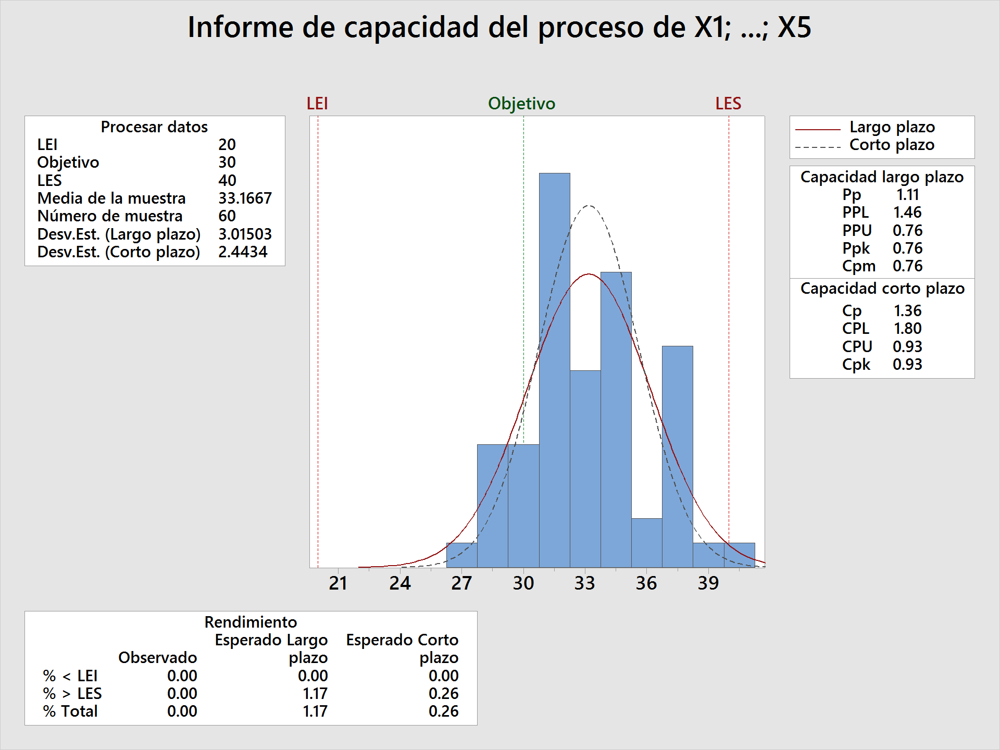 Informe de capacidad del proceso de X1; ...; X5
LEI Objetivo LES
Procesar datos
LEI 20
Objetivo 30
LES 40
Media de la muestra 33.1667
Número de muestra 60
Desv.Est. (Largo plazo) 3.01503
Desv.Est. (Corto plazo) 2.4434
Largo plazo
Corto plazo
Capacidad largo plazo
Pp 1.11
PPL 1.46
PPU 0.76
Ppk 0.76
Cpm 0.76
Capacidad corto plazo
Cp 1.36
CPL 1.80
CPU 0.93
Cpk 0.93
21 24 27 30 33 36 39
Rendimiento
Esperado Largo Esperado Corto
Observado plazo plazo
% < LEI 0.00 0.00 0.00
% > LES 0.00 1.17 0.26
% Total 0.00 1.17 0.26